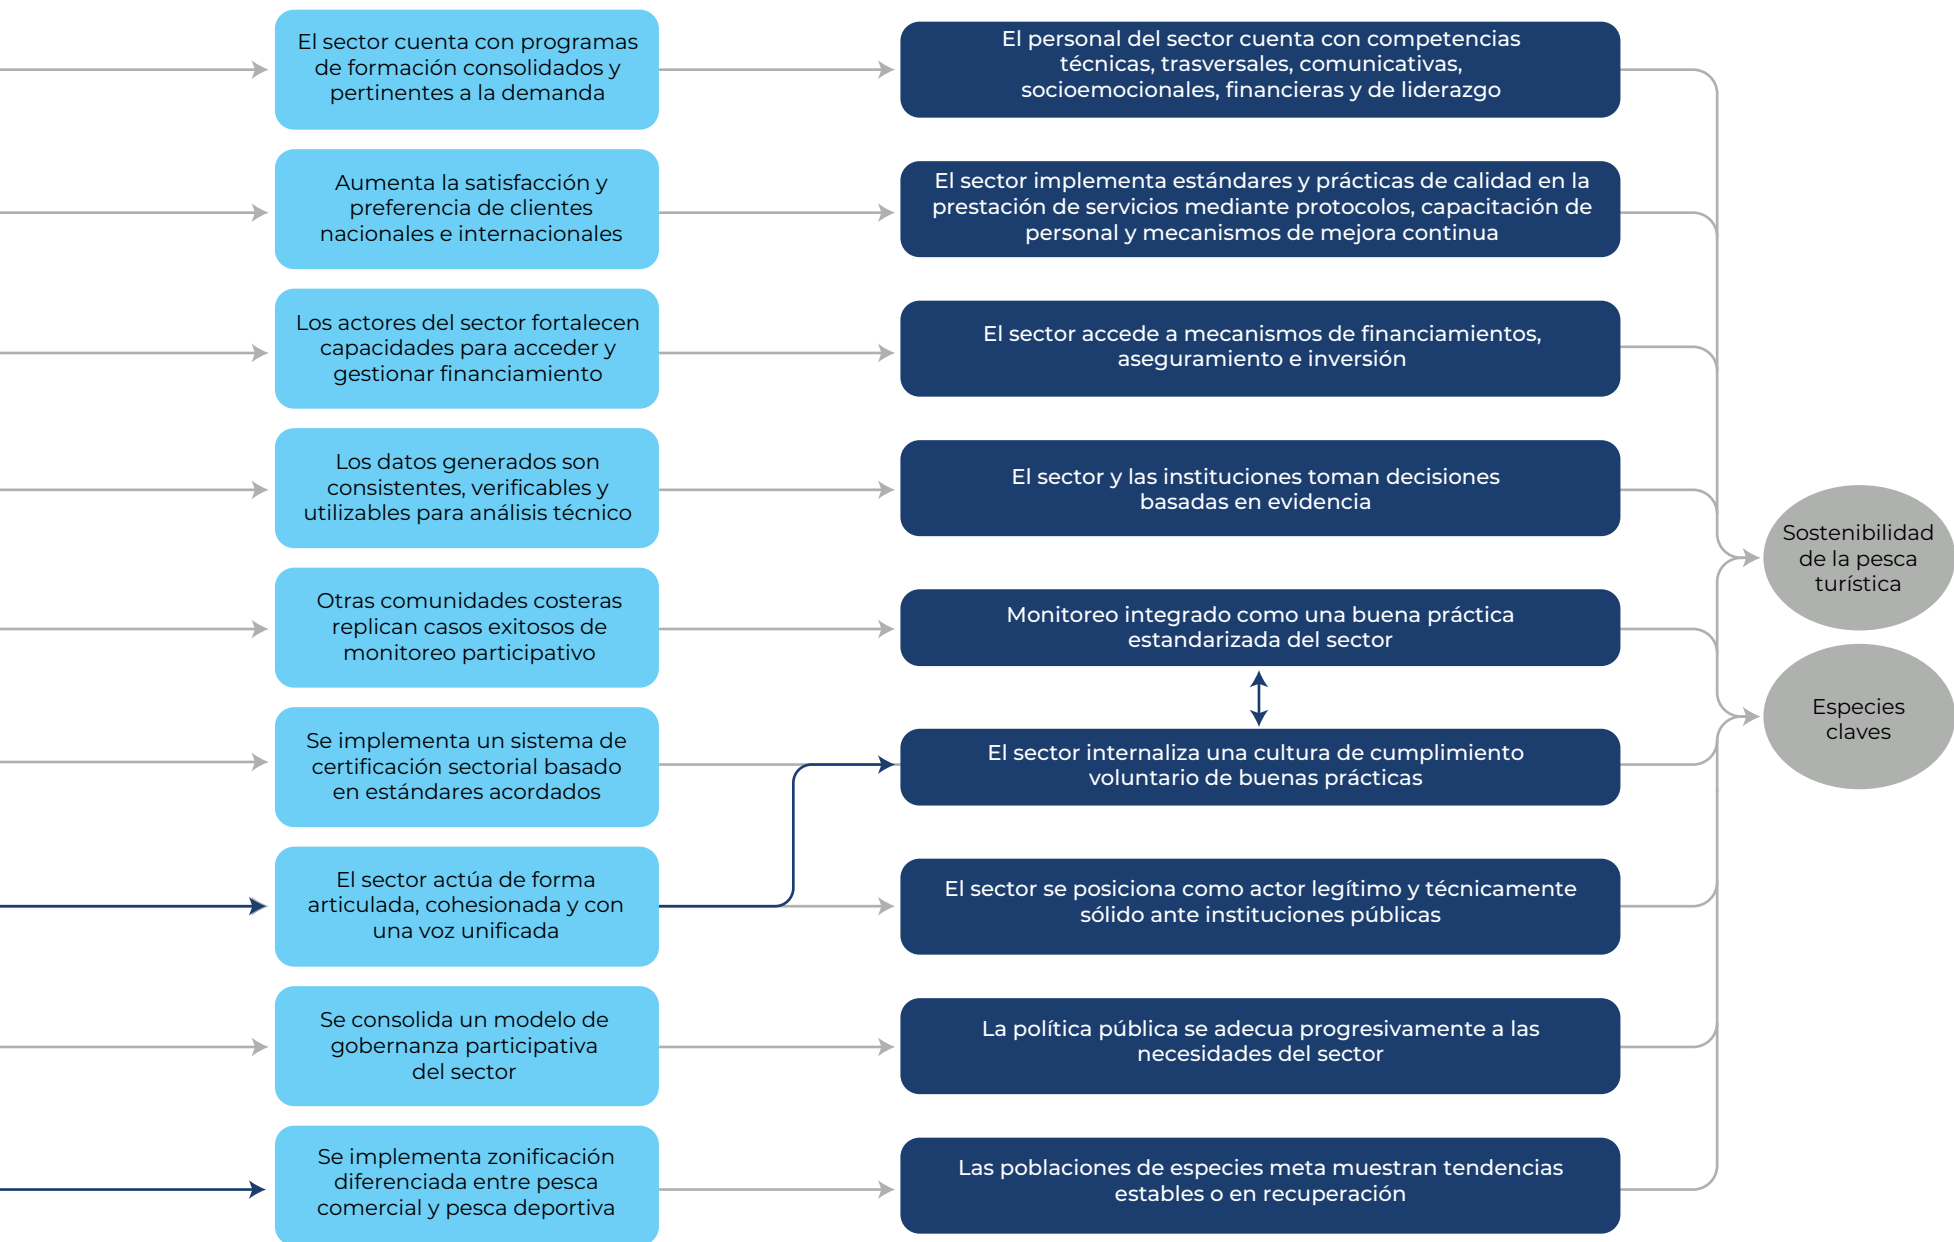 El sector cuenta con programas
de formación consolidados y
pertinentes a la demanda
El personal del sector cuenta con competencias
técnicas, trasversales, comunicativas,
socioemocionales, financieras y de liderazgo
Aumenta la satisfacción y
preferencia de clientes
nacionales e internacionales
El sector implementa estándares y prácticas de calidad en la
prestación de servicios mediante protocolos, capacitación de
personal y mecanismos de mejora continua
Los actores del sector fortalecen
capacidades para acceder y
gestionar financiamiento
El sector accede a mecanismos de financiamientos,
aseguramiento e inversión
Los datos generados son
consistentes, verificables y
utilizables para análisis técnico
El sector y las instituciones toman decisiones
basadas en evidencia
Otras comunidades costeras
replican casos exitosos de
monitoreo participativo
Monitoreo integrado como una buena práctica
estandarizada del sector
Se implementa un sistema de
certificación sectorial basado
en estándares acordados
El sector internaliza una cultura de cumplimiento
voluntario de buenas prácticas
El sector actúa de forma
articulada, cohesionada y con
una voz unificada
El sector se posiciona como actor legítimo y técnicamente
sólido ante instituciones públicas
Se consolida un modelo de
gobernanza participativa
del sector
La política pública se adecua progresivamente a las
necesidades del sector
Se implementa zonificación
diferenciada entre pesca
comercial y pesca deportiva
Las poblaciones de especies meta muestran tendencias
estables o en recuperación
Sostenibilidad
de la pesca
turística
Especies
claves